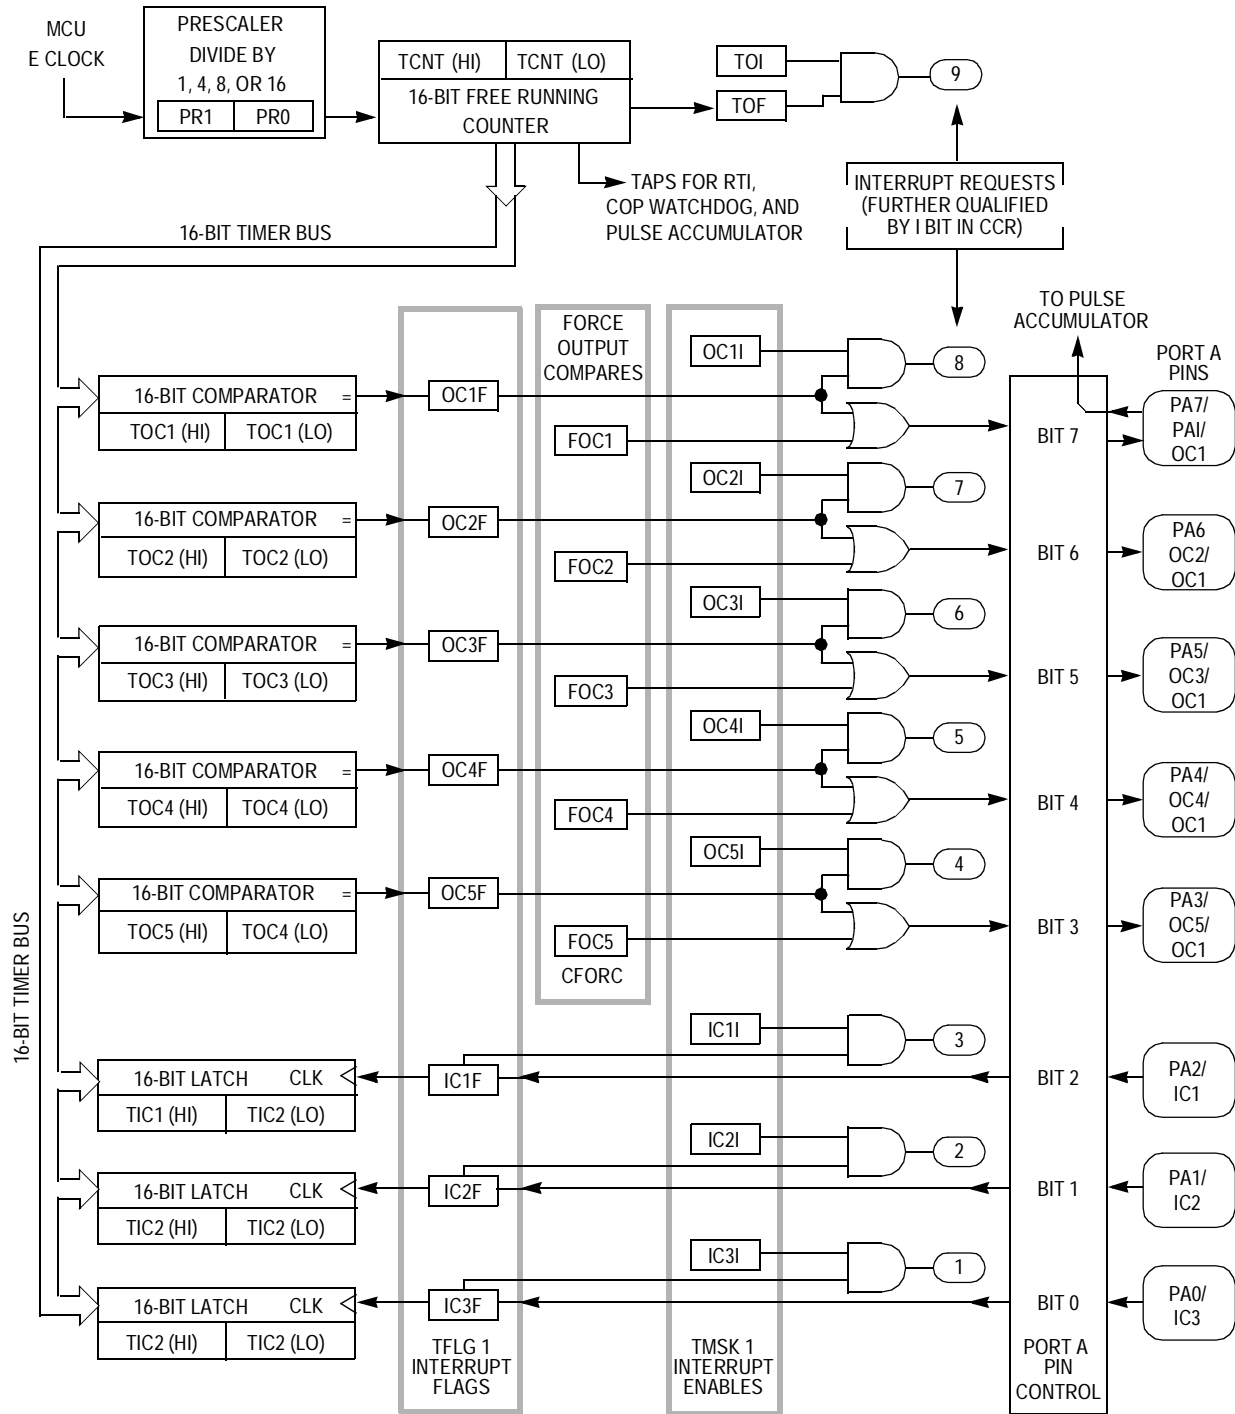 MCU
E CLOCK
PRESCALER
DIVIDE BY
1, 4, 8, OR 16
PR1 PR0
TCNT (HI) TCNT (LO)
16-BIT FREE RUNNING
COUNTER
TOI
TOF
9
TAPS FOR RTI,
COP WATCHDOG, AND
PULSE ACCUMULATOR
INTERRUPT REQUESTS
(FURTHER QUALIFIED
BY I BIT IN CCR)
16-BIT TIMER BUS
16-BIT TIMER BUS
TO PULSE
ACCUMULATOR
PORT A
PINS
FORCE
OUTPUT
COMPARES
OC1I
8
16-BIT COMPARATOR =
TOC1 (HI) TOC1 (LO)
OC1F
FOC1
BIT 7
PA7/
PAI/
OC1
OC2I
7
16-BIT COMPARATOR =
TOC2 (HI) TOC2 (LO)
OC2F
FOC2
BIT 6
PA6
OC2/
OC1
OC3I
6
16-BIT COMPARATOR =
TOC3 (HI) TOC3 (LO)
OC3F
FOC3
BIT 5
PA5/
OC3/
OC1
OC4I
5
16-BIT COMPARATOR =
TOC4 (HI) TOC4 (LO)
OC4F
FOC4
BIT 4
PA4/
OC4/
OC1
OC5I
4
16-BIT COMPARATOR =
TOC5 (HI) TOC4 (LO)
OC5F
FOC5
CFORC
BIT 3
PA3/
OC5/
OC1
IC1I
3
16-BIT LATCH CLK
TIC1 (HI) TIC2 (LO)
IC1F
BIT 2
PA2/
IC1
IC2I
2
16-BIT LATCH CLK
TIC2 (HI) TIC2 (LO)
IC2F
BIT 1
PA1/
IC2
IC3I
1
16-BIT LATCH CLK
TIC2 (HI) TIC2 (LO)
IC3F
BIT 0
PA0/
IC3
TFLG 1
INTERRUPT
FLAGS
TMSK 1
INTERRUPT
ENABLES
PORT A
PIN
CONTROL